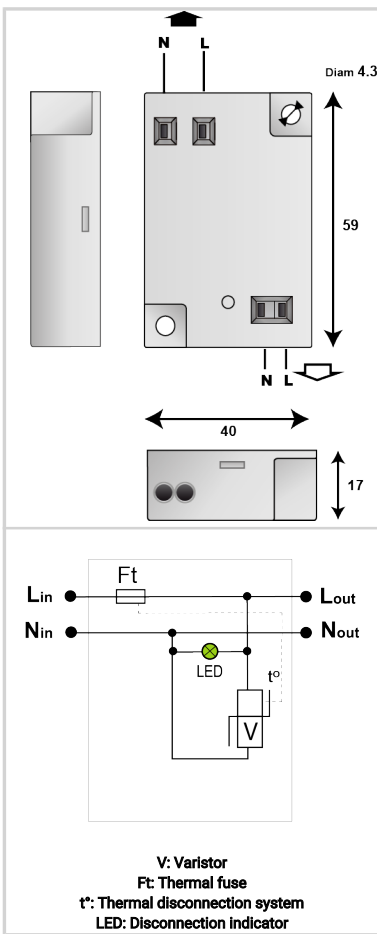 N L
Diam 4.3
59
N L
40
17
Ft
Lin Lout
Nin Nout
LED
t°
V
V: Varistor
Ft: Thermal fuse
t°: Thermal disconnection system
LED: Disconnection indicator